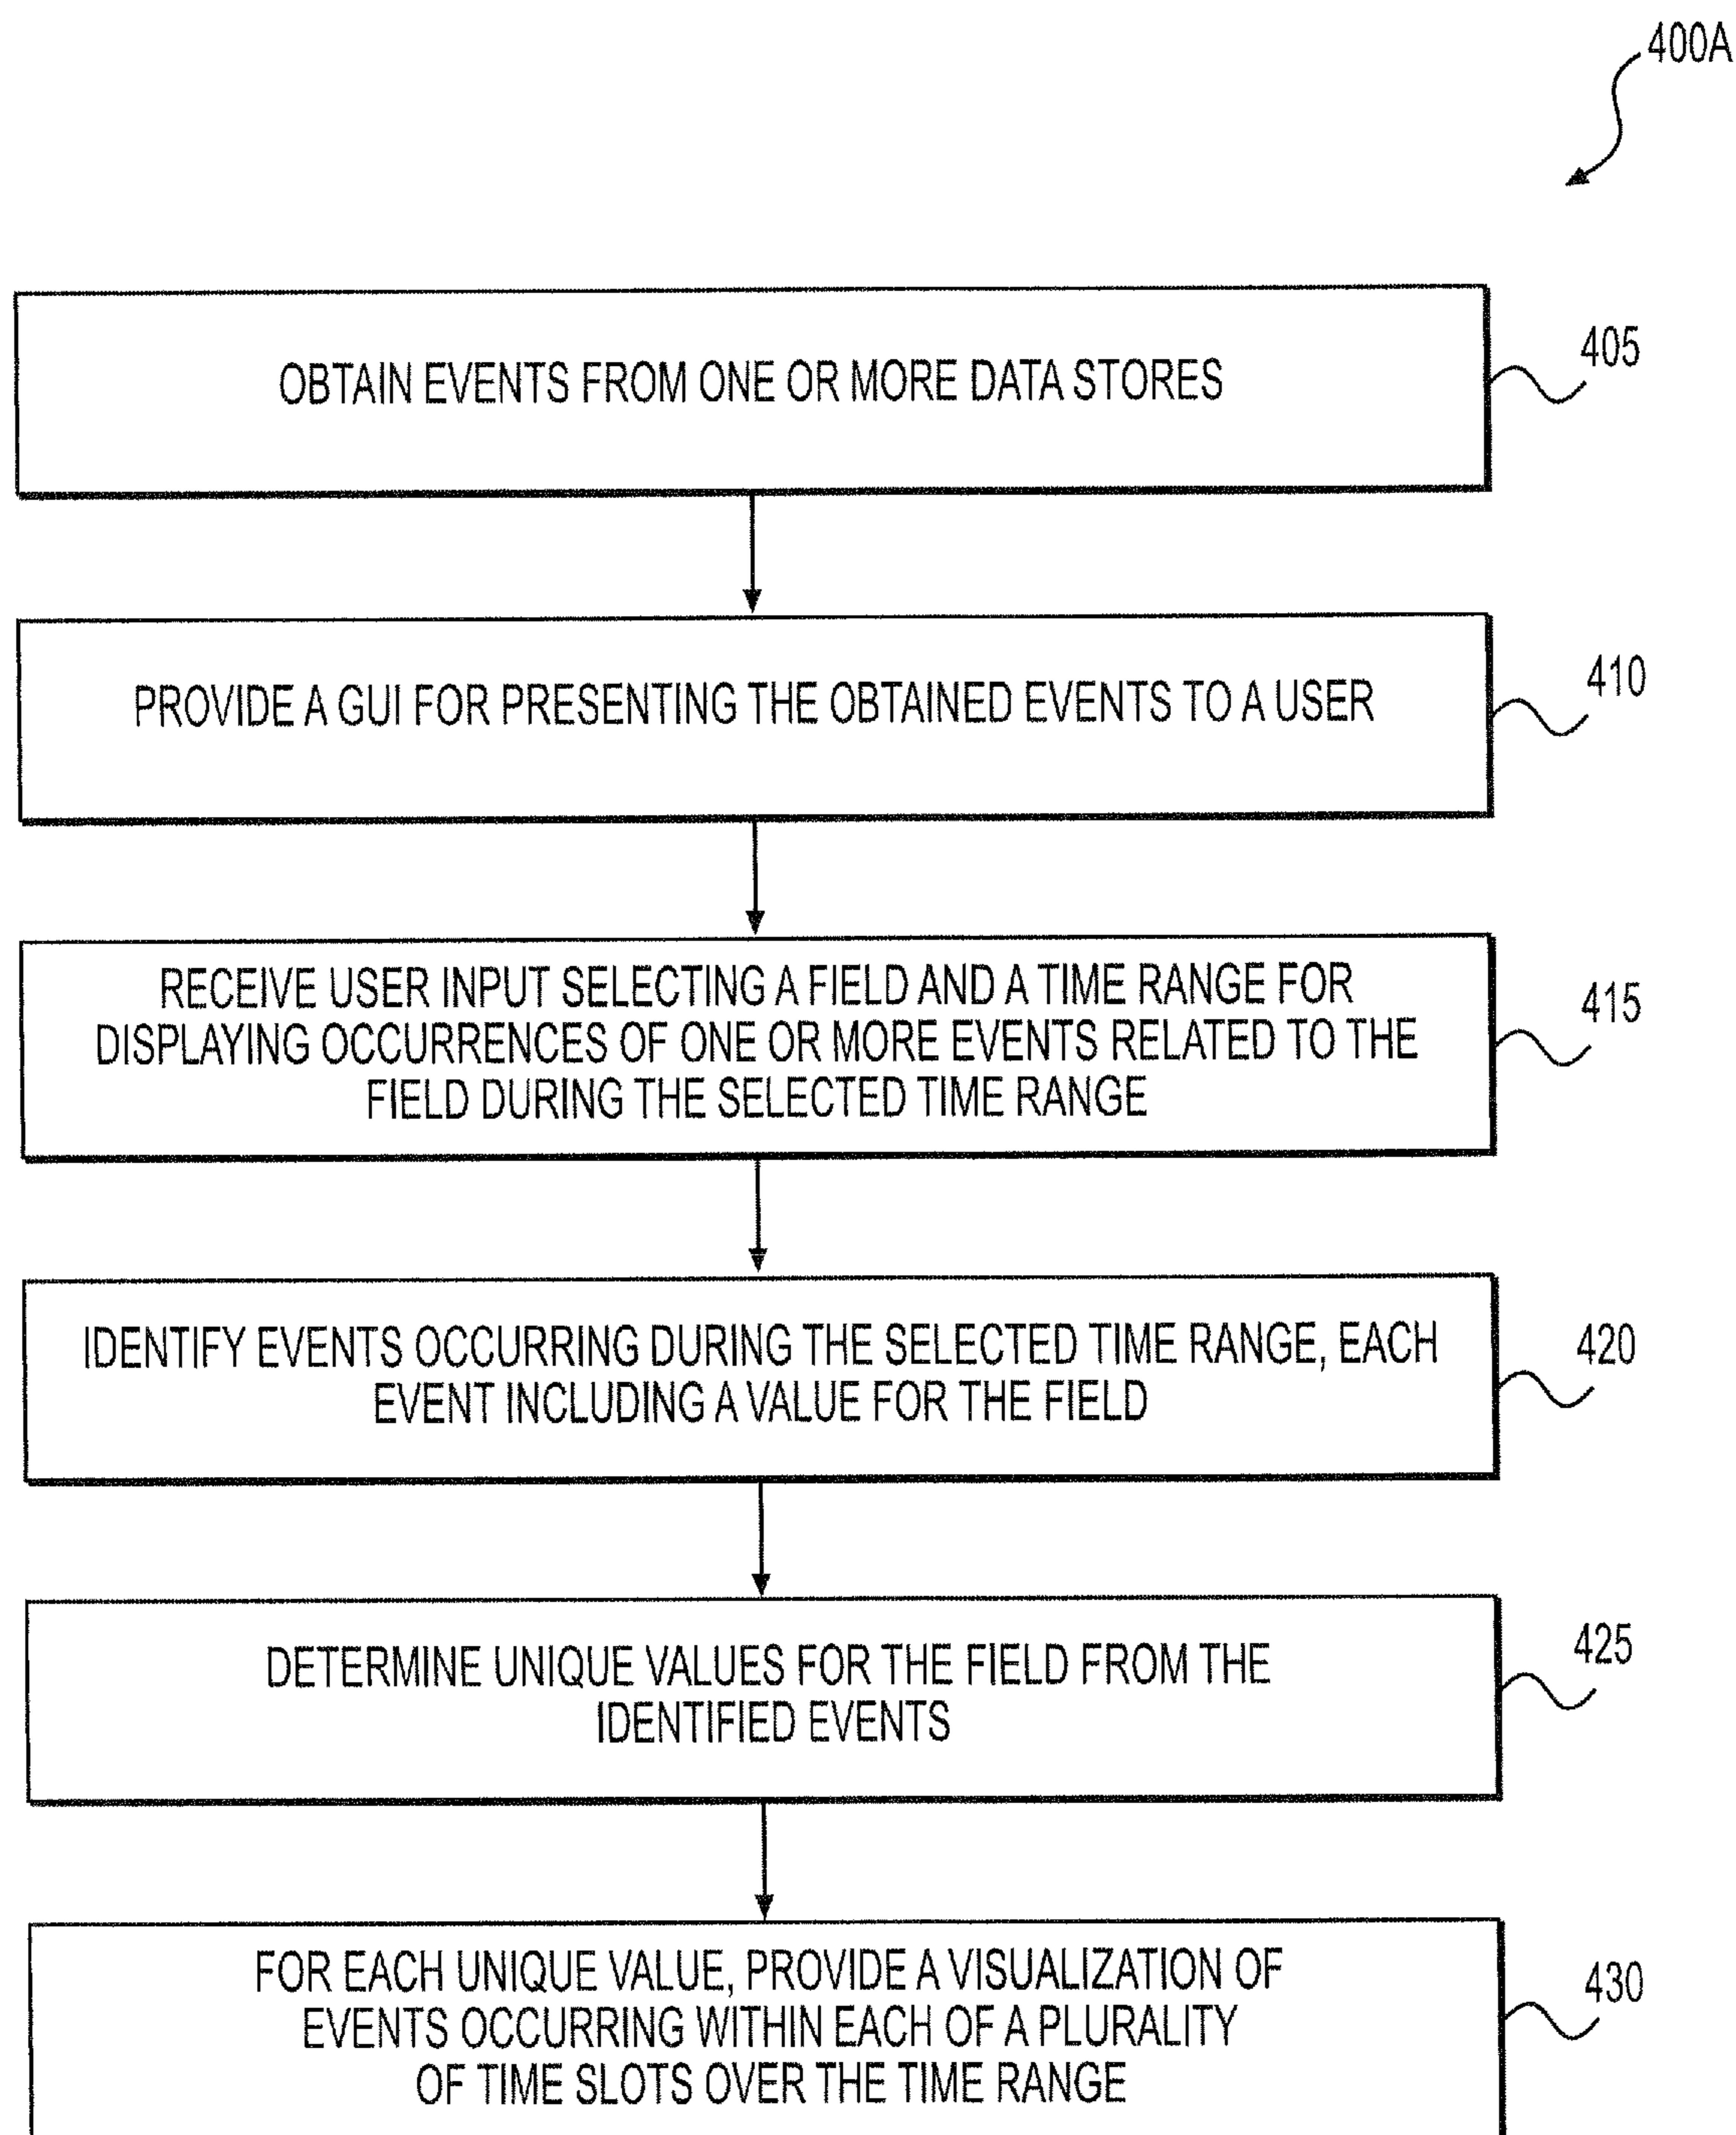 400A
OBTAIN EVENTS FROM ONE OR MORE DATA STORES
405
PROVIDE A GUI FOR PRESENTING THE OBTAINED EVENTS TO A USER
410
RECEIVE USER INPUT SELECTING A FIELD AND A TIME RANGE FOR
DISPLAYING OCCURRENCES OF ONE OR MORE EVENTS RELATED TO THE
FIELD DURING THE SELECTED TIME RANGE
415
IDENTIFY EVENTS OCCURRING DURING THE SELECTED TIME RANGE, EACH
EVENT INCLUDING A VALUE FOR THE FIELD
420
DETERMINE UNIQUE VALUES FOR THE FIELD FROM THE
IDENTIFIED EVENTS
425
FOR EACH UNIQUE VALUE, PROVIDE A VISUALIZATION OF
EVENTS OCCURRING WITHIN EACH OF A PLURALITY
OF TIME SLOTS OVER THE TIME RANGE
430